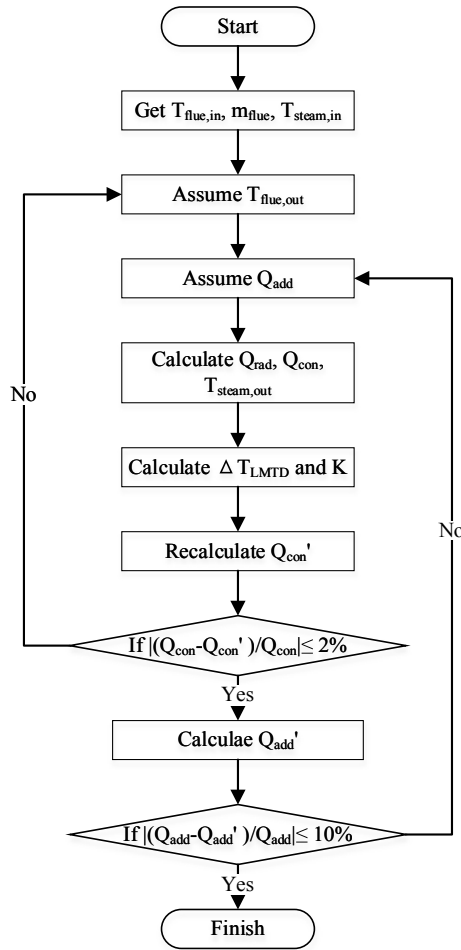 Start
Get T_flue,in, m_flue, T_steam,in
Assume T_flue,out
Assume Q_add
Calculate Q_rad, Q_con,
T_steam,out
No
Calculate Δ T_LMTD and K
Recalculate Q_con'
No
If |(Q_con-Q_con' )/Q_con|≤ 2%
Yes
Calculae Q_add'
If |(Q_add-Q_add' )/Q_add|≤ 10%
Yes
Finish